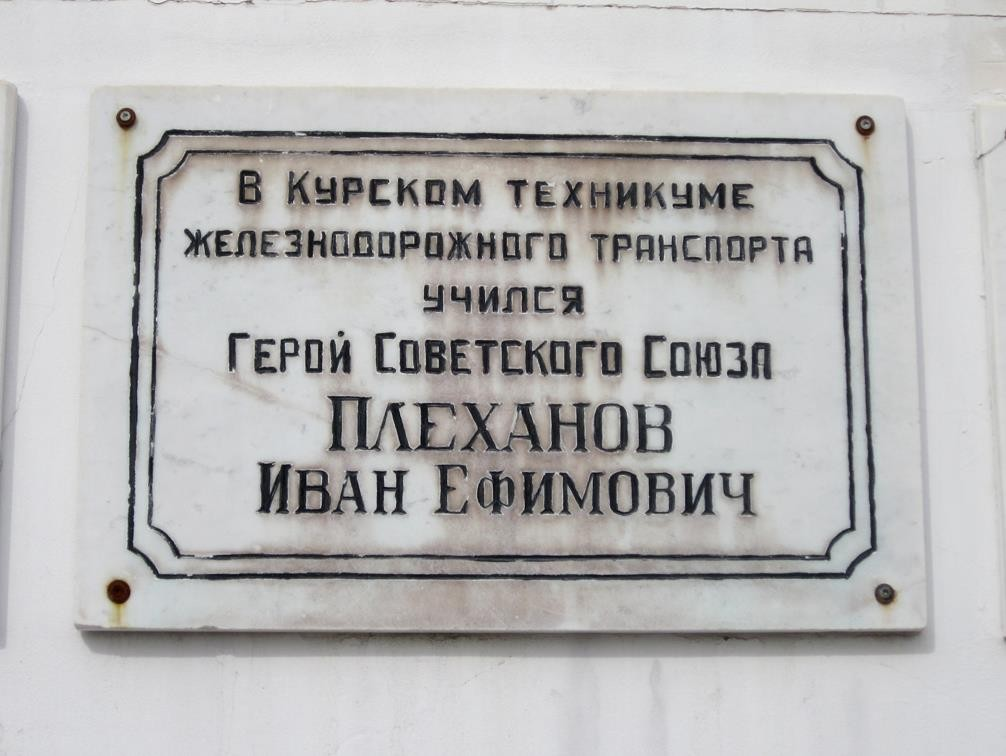 В Курском техникуме
железнодорожного транспорта
учился
Герой Советского Союза
Плеханов
Иван Ефимович